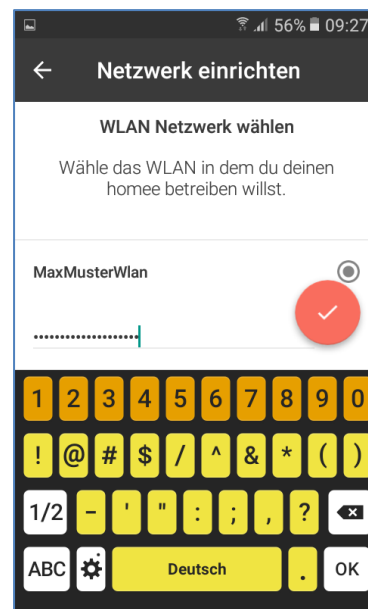 56% 09:27
Netzwerk einrichten
WLAN Netzwerk wählen
Wähle das WLAN in dem du deinen
homee betreiben willst.
MaxMusterWlan
•••••••••••••••••••
1 2 3 4 5 6 7 8 9 0
! @ # $ / ^ & * ( )
1/2 - ' " : ; , ?
ABC Deutsch . OK